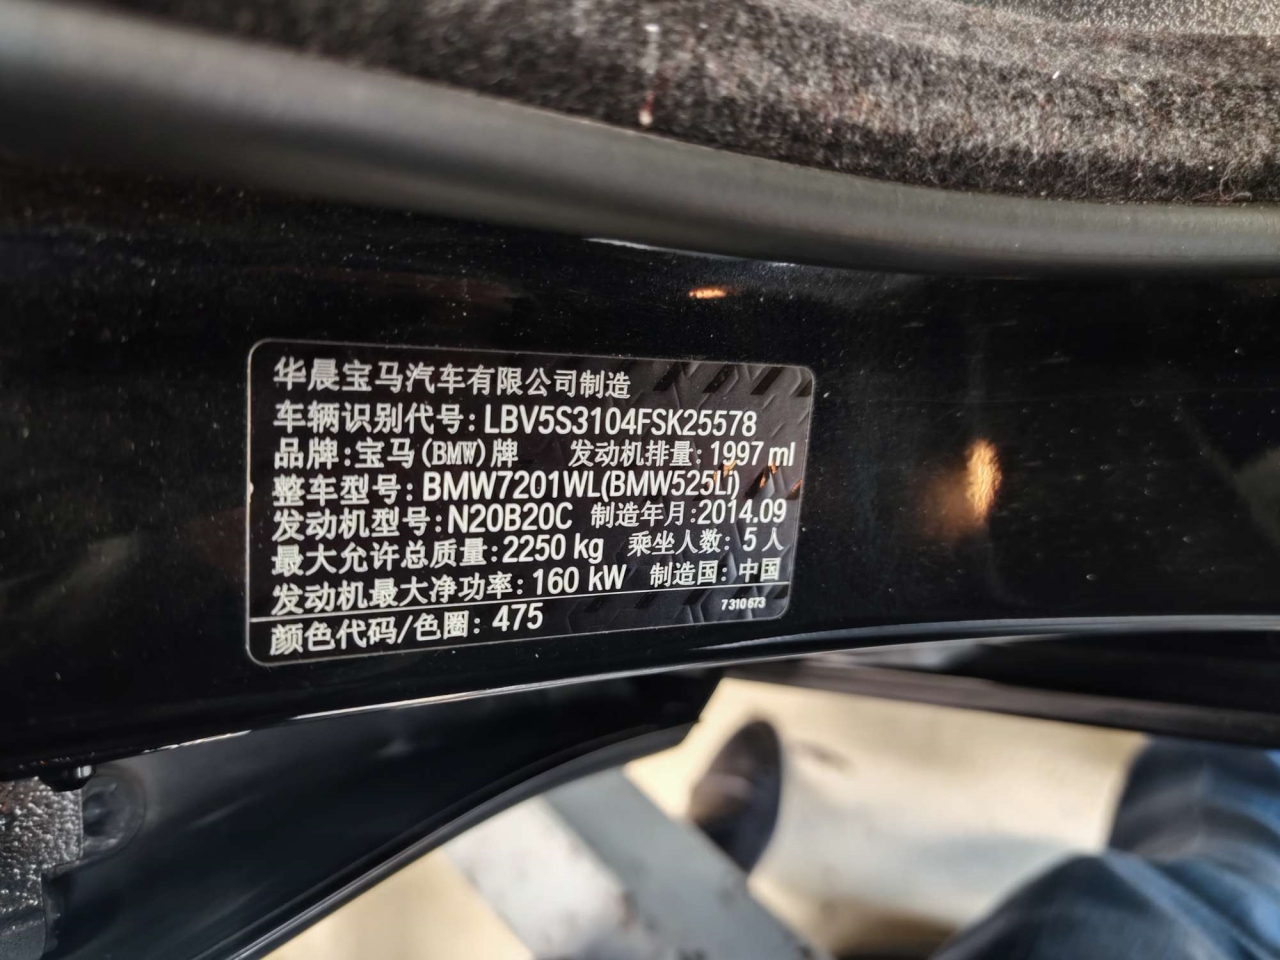 华晨宝马汽车有限公司制造
车辆识别代号: LBV5S3104FSK25578
品牌: 宝马(BMW)牌 发动机排量: 1997 ml
整车型号: BMW7201WL(BMW525Li)
发动机型号: N20B20C 制造年月: 2014.09
最大允许总质量: 2250 kg 乘坐人数: 5 人
发动机最大净功率: 160 kW 制造国: 中国
颜色代码/色圈: 475 7 310 673